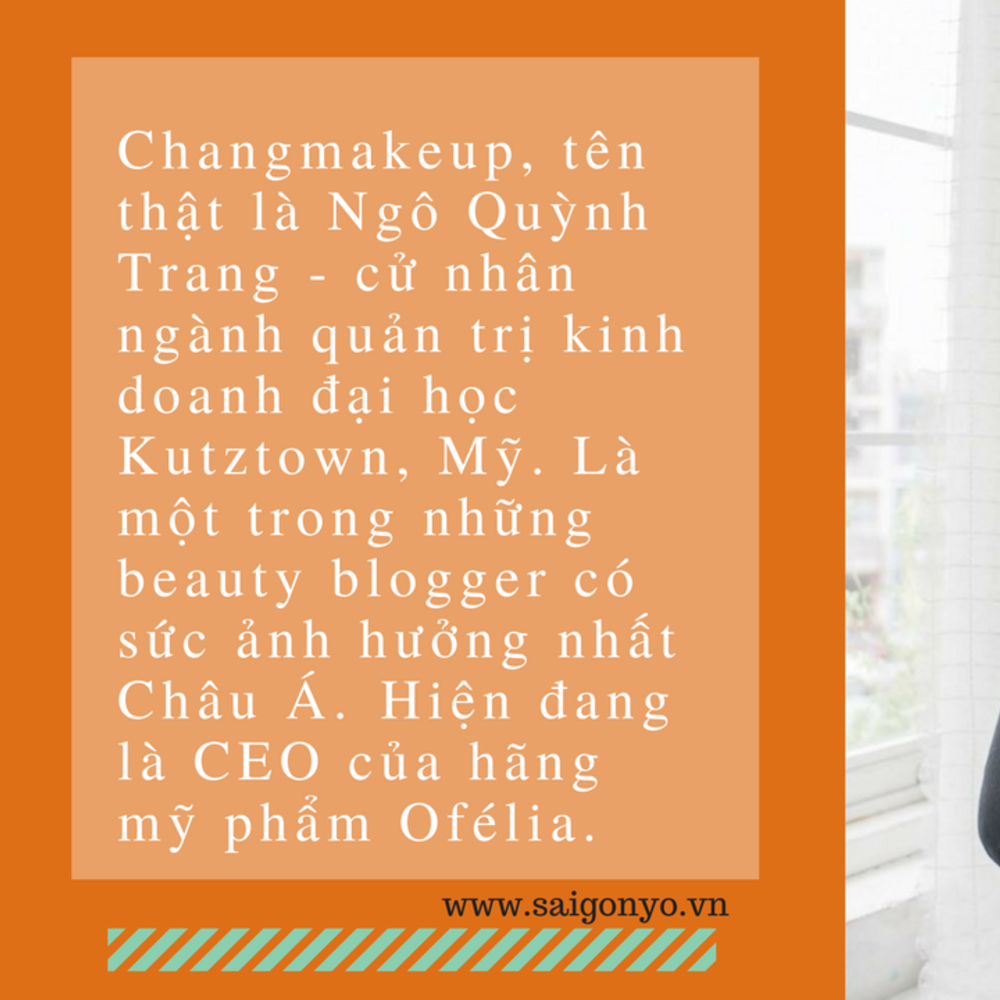 Changmakeup, tên
thật là Ngô Quỳnh
Trang - cử nhân
ngành quản trị kinh
doanh đại học
Kutztown, Mỹ. Là
một trong những
beauty blogger có
sức ảnh hưởng nhất
Châu Á. Hiện đang
là CEO của hãng
mỹ phẩm Ofélia.
www.saigonyo.vn